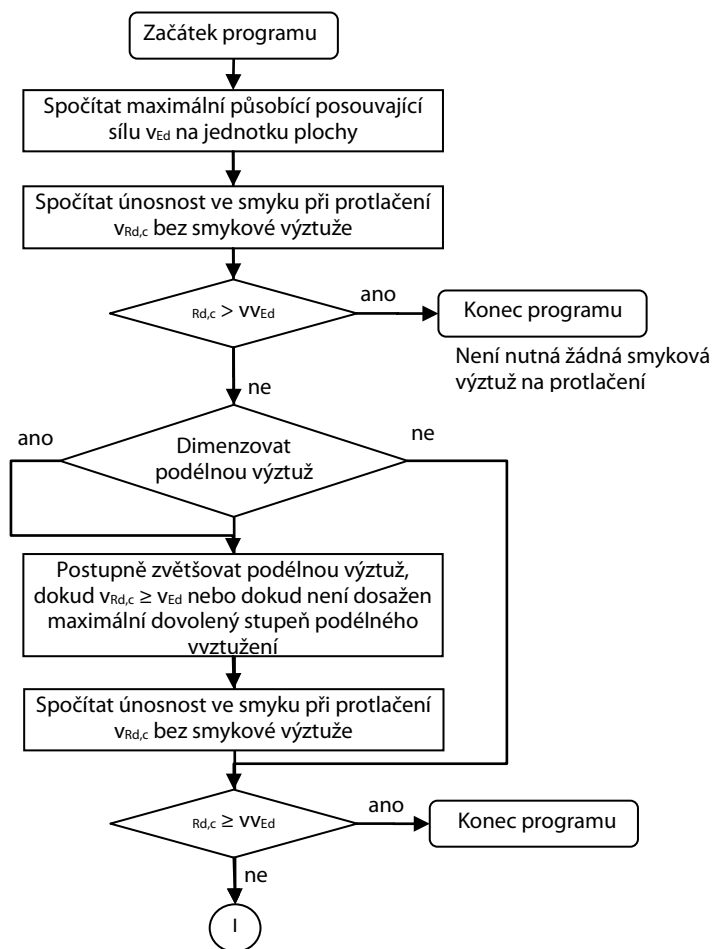 Začátek programu
Spočítat maximální působící posouvající
sílu vEd na jednotku plochy
Spočítat únosnost ve smyku při protlačení
vRd,c bez smykové výztuže
Rd,c > vvEd
ano
Konec programu
Není nutná žádná smyková
výztuž na protlačení
ne
ano
Dimenzovat
podélnou výztuž
ne
Postupně zvětšovat podélnou výztuž,
dokud vRd,c ≥ vEd nebo dokud není dosažen
maximální dovolený stupeň podélného
vyztužení
Spočítat únosnost ve smyku při protlačení
vRd,c bez smykové výztuže
Rd,c ≥ vvEd
ano
Konec programu
ne
I